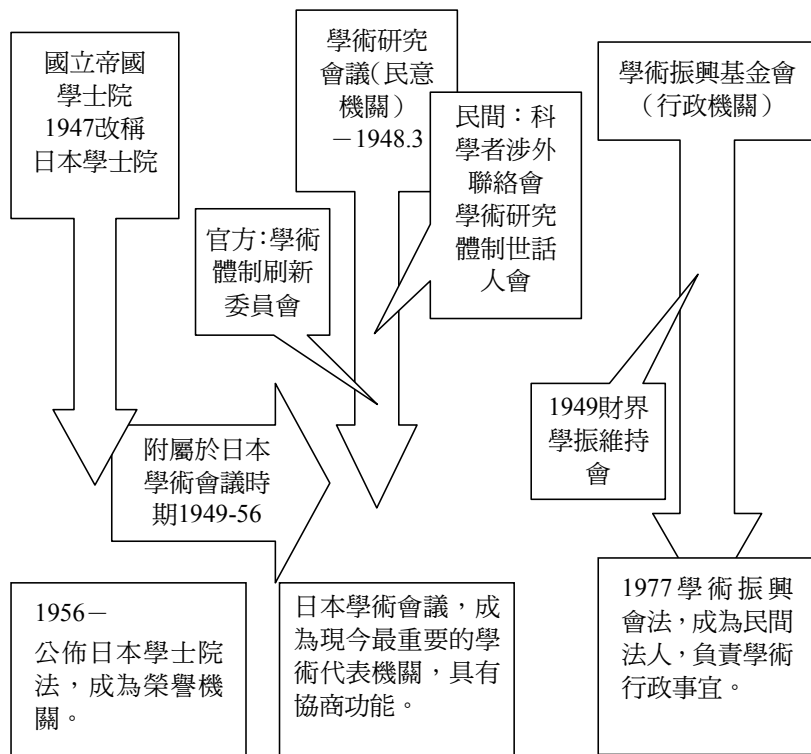 國立帝國
學士院
1947改稱
日本學士院
學術研究
會議（民意
機關）
－1948.3
學術振興基金會
（行政機關）
民間：科
學者涉外
聯絡會
學術研究
體制世話
人會
官方：學術
體制刷新
委員會
1949財界
學振維持
會
附屬於日本
學術會議時
期1949-56
1956－
公佈日本學士院
法，成為榮譽機
關。
日本學術會議，成
為現今最重要的學
術代表機關，具有
協商功能。
1977學術振興
會法，成為民間
法人，負責學術
行政事宜。